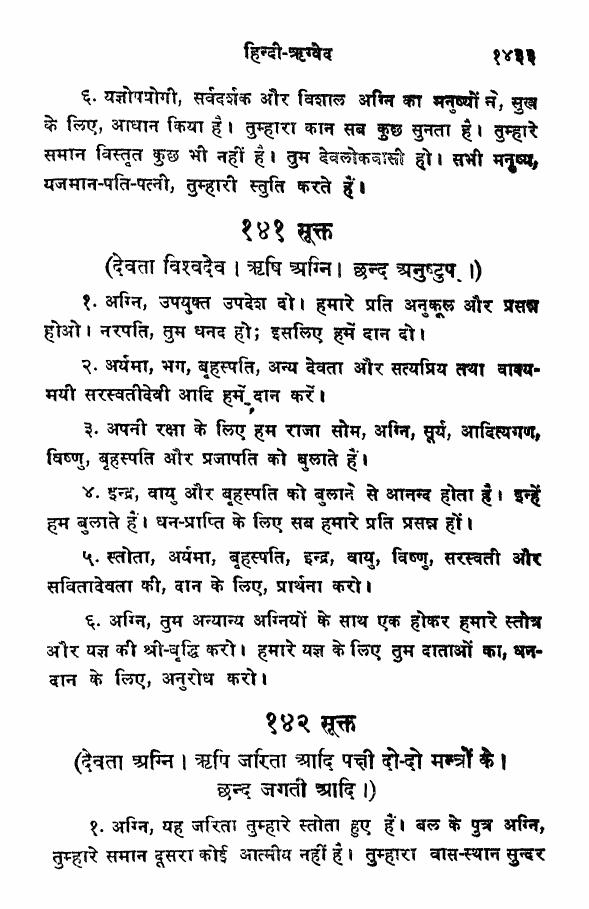 हिन्दी-ऋग्वेद १४३३
६. यज्ञोपयोगी, सर्वदर्शक और विशाल अग्नि का मनुष्यों ने, सुख
के लिए, आधान किया है। तुम्हारा कान सब कुछ सुनता है। तुम्हारे
समान विस्तृत कुछ भी नहीं है। तुम देवलोकवासी हो। सभी मनुष्य,
यजमान-पति-पत्नी, तुम्हारी स्तुति करते हैं।
१४१ सूक्त
(देवता विश्वदेव। ऋषि अग्नि। छन्द अनुष्टुप्।)
१. अग्नि, उपयुक्त उपदेश दो। हमारे प्रति अनुकूल और प्रसन्न
होओ। नरपति, तुम धनद हो; इसलिए हमें दान दो।
२. अर्यमा, भग, बृहस्पति, अन्य देवता और सत्यप्रिय तथा वाक्य-
मयी सरस्वतीदेवी आदि हमें दान करें।
३. अपनी रक्षा के लिए हम राजा सोम, अग्नि, सूर्य, आदित्यगण,
विष्णु, बृहस्पति और प्रजापति को बुलाते हैं।
४. इन्द्र, वायु और बृहस्पति को बुलाने से आनन्द होता है। इन्हें
हम बुलाते हैं। धन-प्राप्ति के लिए सब हमारे प्रति प्रसन्न हों।
५. स्तोता, अर्यमा, बृहस्पति, इन्द्र, वायु, विष्णु, सरस्वती और
सवितादेवता की, दान के लिए, प्रार्थना करो।
६. अग्नि, तुम अन्यान्य अग्नियों के साथ एक होकर हमारे स्तोत्र
और यज्ञ की श्री-वृद्धि करो। हमारे यज्ञ के लिए तुम दाताओं का, धन-
दान के लिए, अनुरोध करो।
१४२ सूक्त
(देवता अग्नि। ऋषि जरिता आदि पक्षी दो-दो मन्त्रों के।
छन्द जगती आदि।)
१. अग्नि, यह जरिता तुम्हारे स्तोता हुए हैं। बल के पुत्र अग्नि,
तुम्हारे समान दूसरा कोई आत्मीय नहीं है। तुम्हारा वास-स्थान सुन्दर